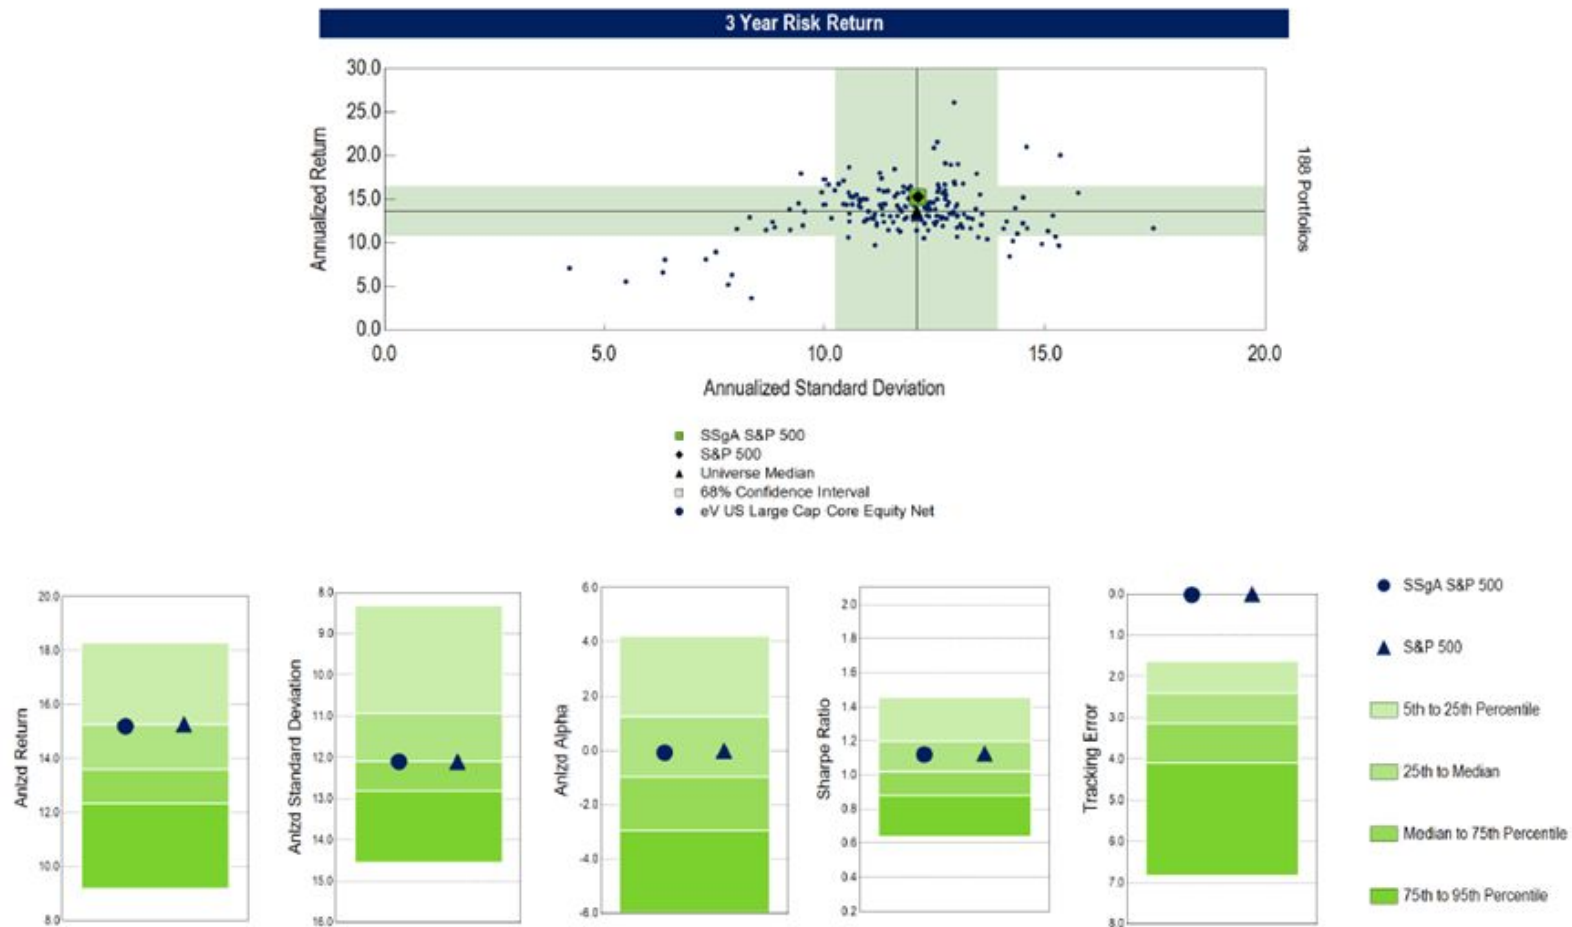 3 Year Risk Return
30.0
25.0
20.0
15.0
10.0
5.0
0.0
Annualized Return
0.0 5.0 10.0 15.0 20.0
Annualized Standard Deviation
188 Portfolios
SSgA S&P 500
S&P 500
Universe Median
68% Confidence Interval
eV US Large Cap Core Equity Net
Anlzd Return
20.0
18.0
16.0
14.0
12.0
10.0
8.0
Anlzd Standard Deviation
8.0
9.0
10.0
11.0
12.0
13.0
14.0
15.0
16.0
Anlzd Alpha
6.0
4.0
2.0
0.0
-2.0
-4.0
-6.0
Sharpe Ratio
2.0
1.8
1.6
1.4
1.2
1.0
0.8
0.6
0.4
0.2
Tracking Error
0.0
1.0
2.0
3.0
4.0
5.0
6.0
7.0
8.0
SSgA S&P 500
S&P 500
5th to 25th Percentile
25th to Median
Median to 75th Percentile
75th to 95th Percentile